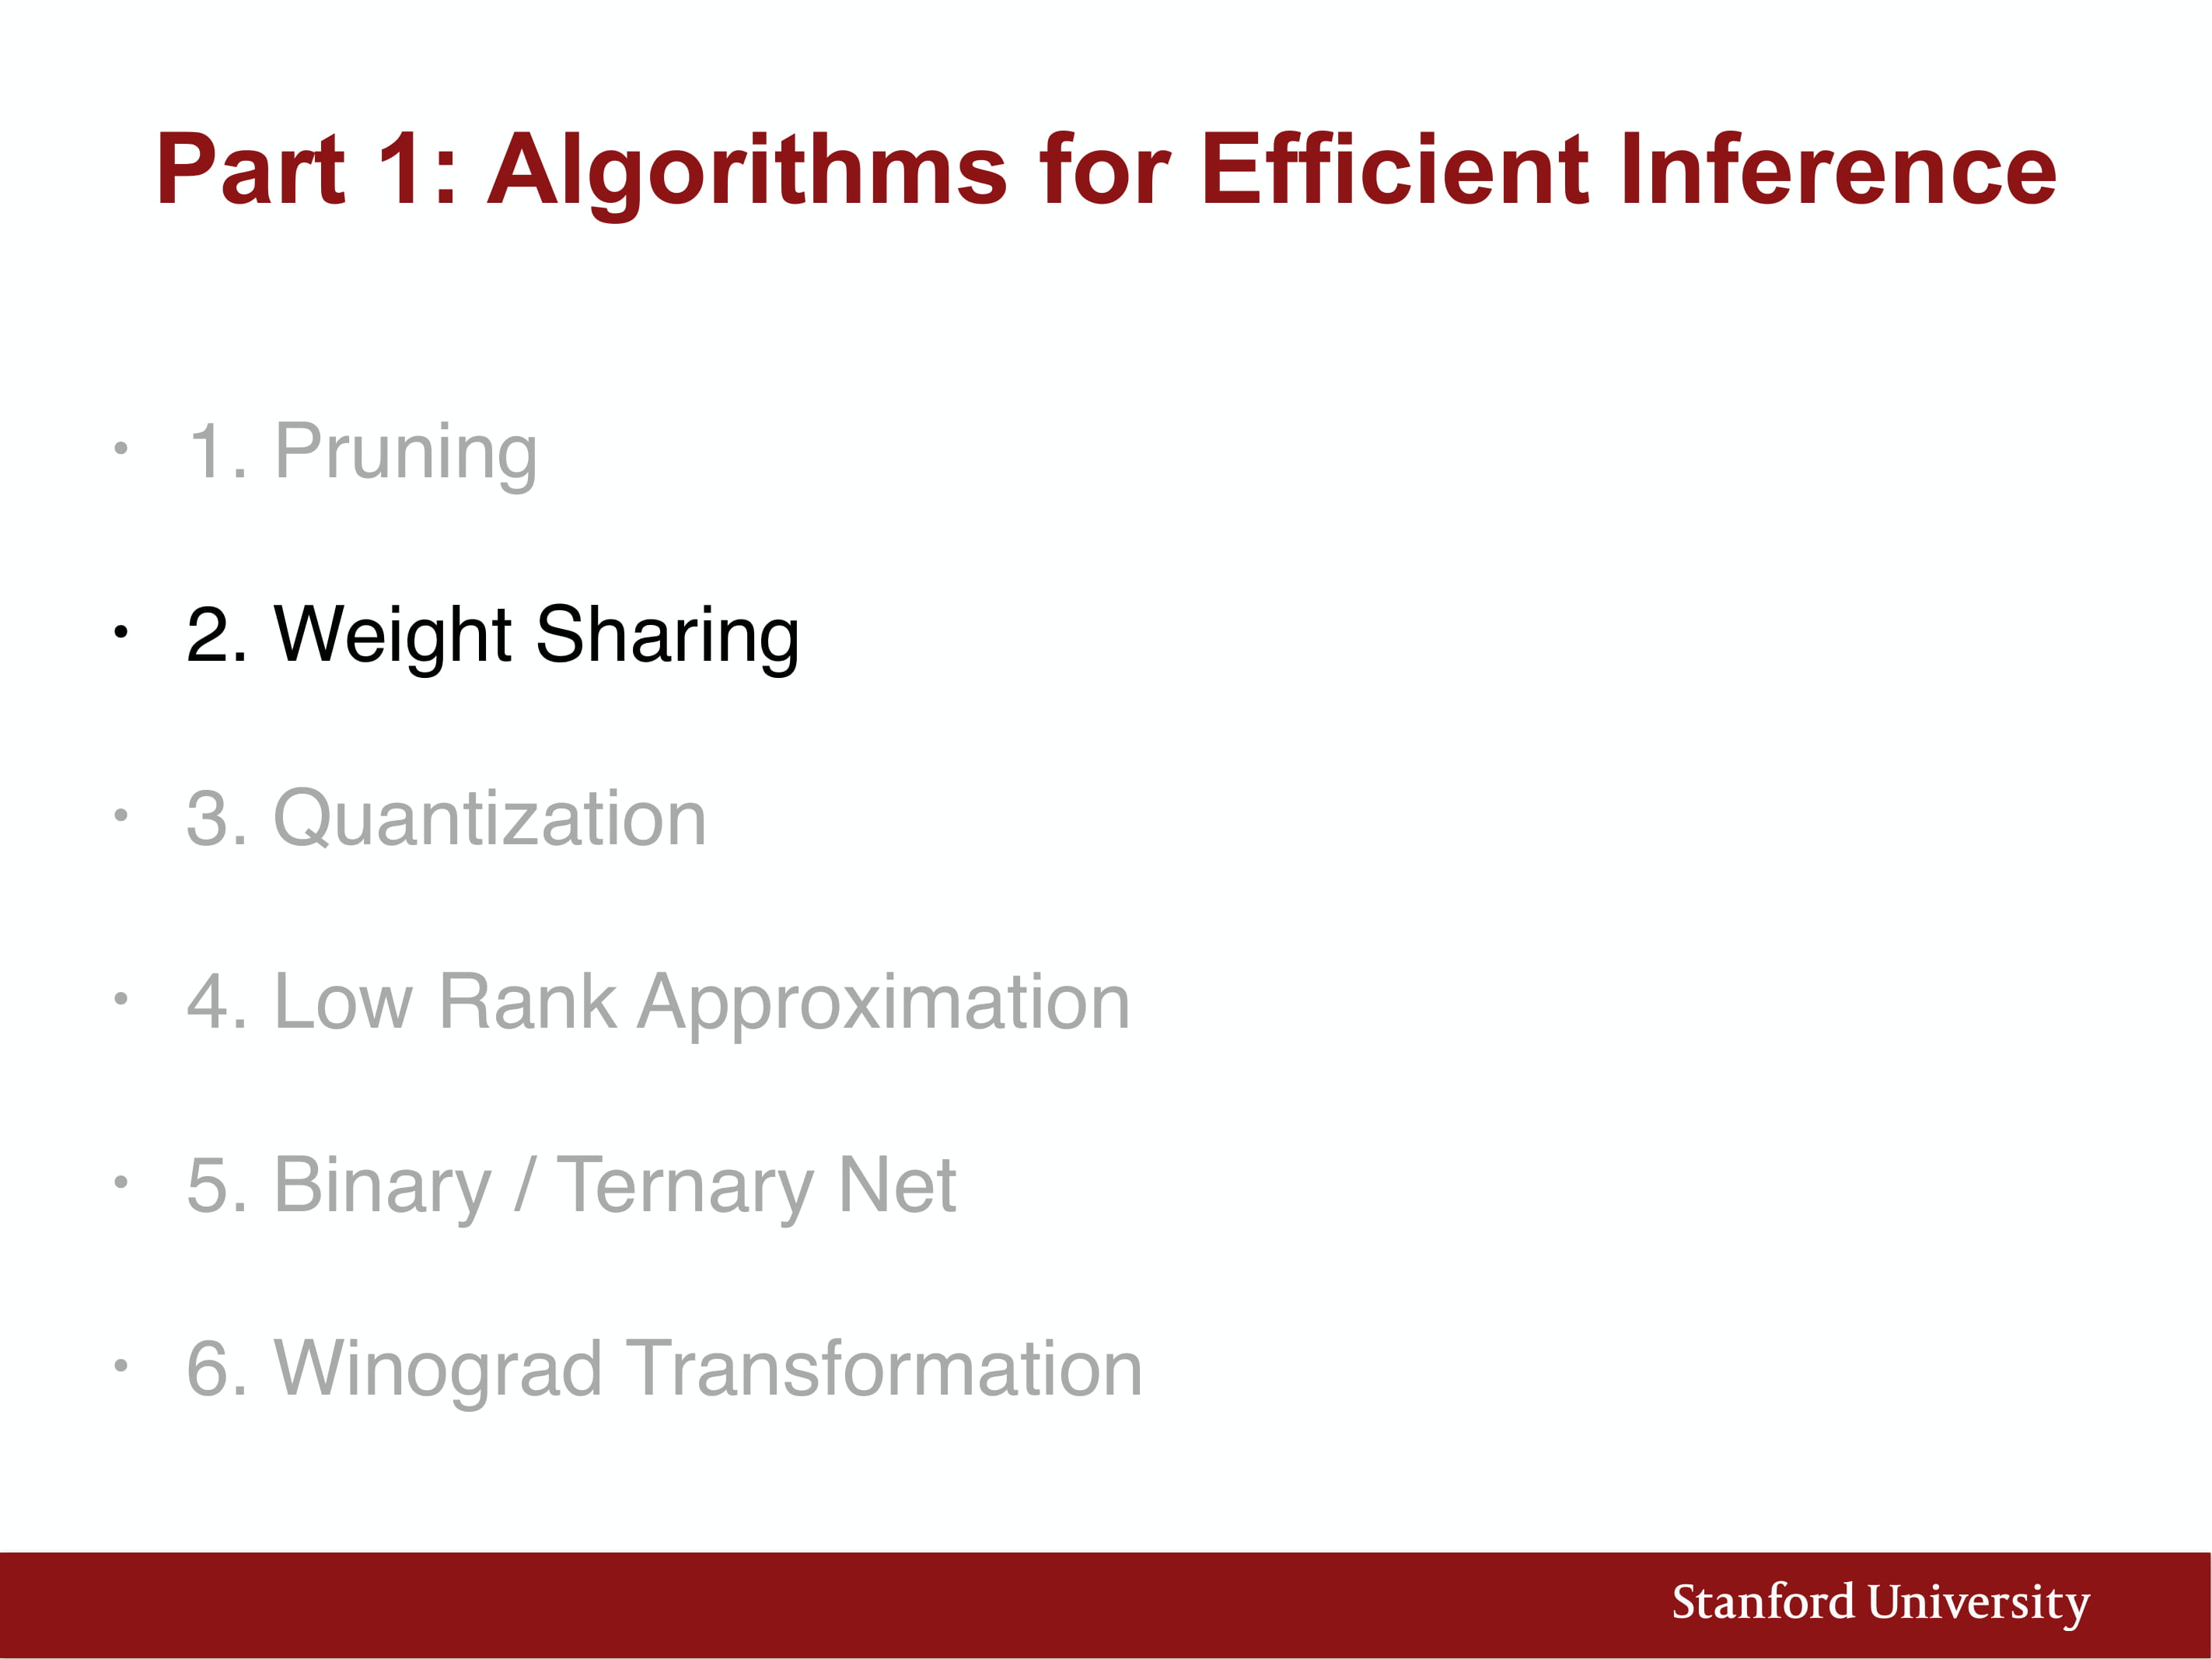 Part 1: Algorithms for Efficient Inference
• 1. Pruning
• 2. Weight Sharing
• 3. Quantization
• 4. Low Rank Approximation
• 5. Binary / Ternary Net
• 6. Winograd Transformation
Stanford University